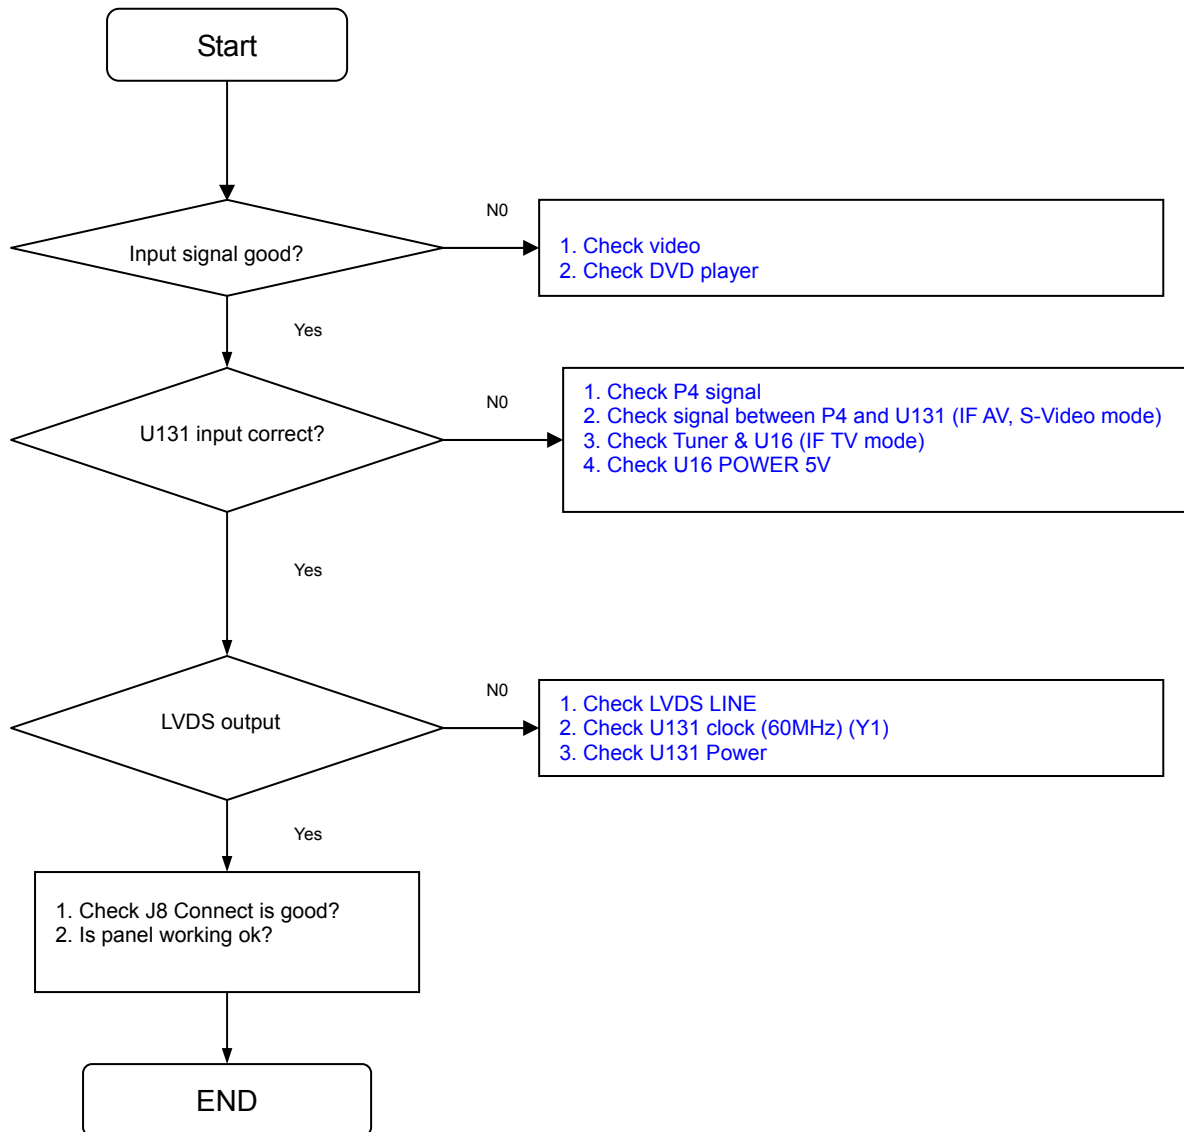 Start
Input signal good?
N0
1. Check video
2. Check DVD player
Yes
U131 input correct?
N0
1. Check P4 signal
2. Check signal between P4 and U131 (IF AV, S-Video mode)
3. Check Tuner & U16 (IF TV mode)
4. Check U16 POWER 5V
Yes
LVDS output
N0
1. Check LVDS LINE
2. Check U131 clock (60MHz) (Y1)
3. Check U131 Power
Yes
1. Check J8 Connect is good?
2. Is panel working ok?
END